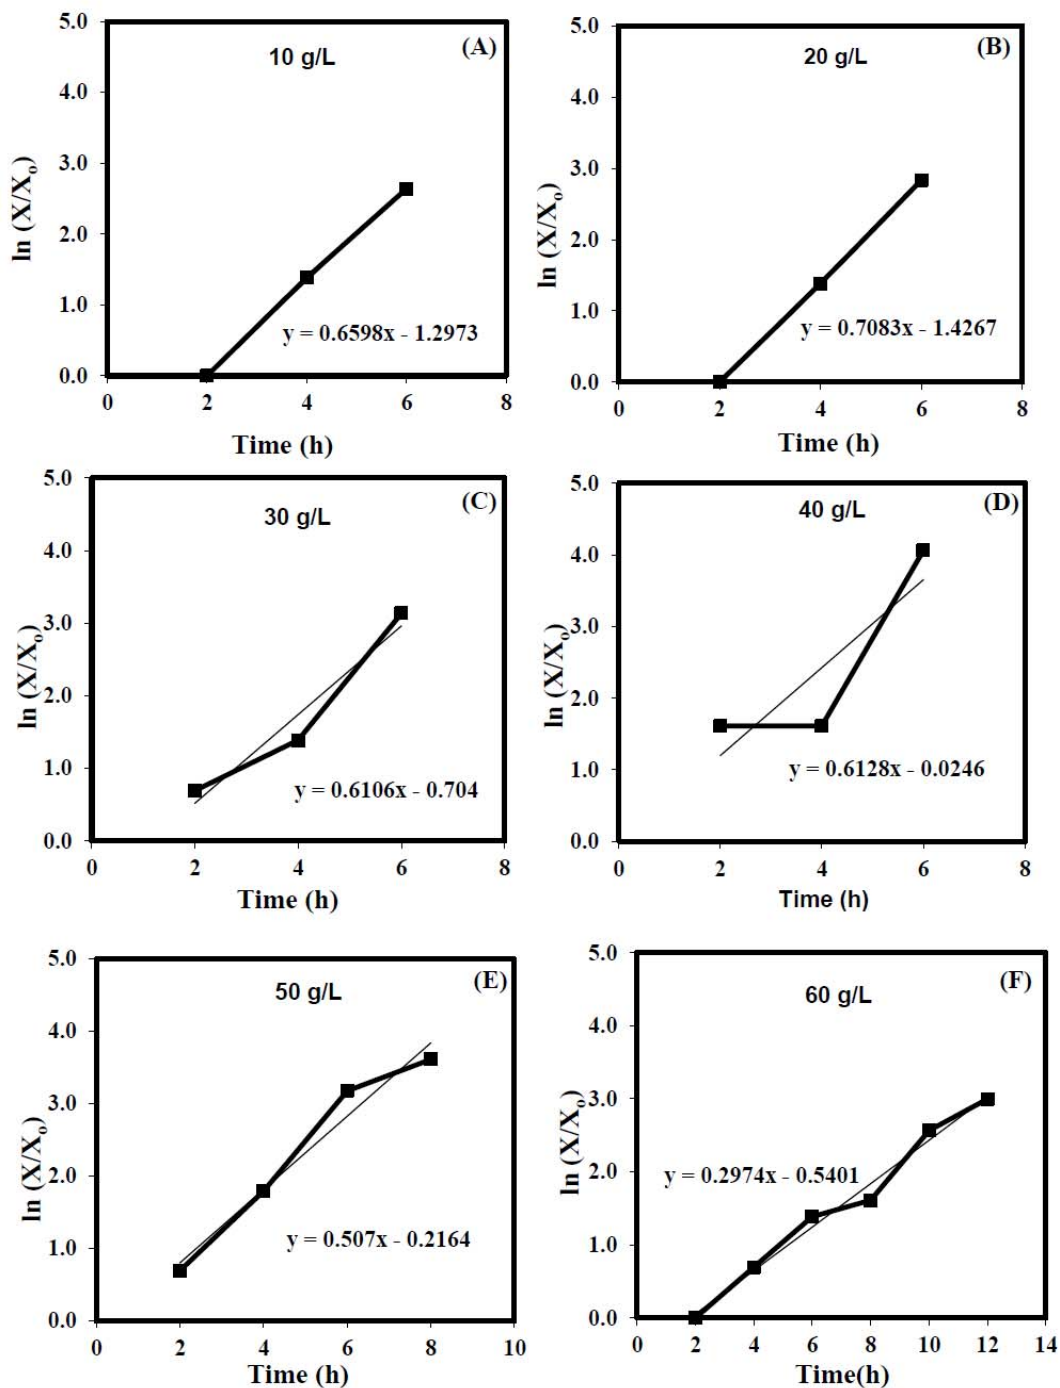 (A)
10 g/L
5.0
4.0
3.0
2.0
1.0
0.0
ln (X/Xo)
y = 0.6598x - 1.2973
0 2 4 6 8
Time (h)
(B)
20 g/L
5.0
4.0
3.0
2.0
1.0
0.0
ln (X/Xo)
y = 0.7083x - 1.4267
0 2 4 6 8
Time (h)
(C)
30 g/L
5.0
4.0
3.0
2.0
1.0
0.0
ln (X/Xo)
y = 0.6106x - 0.704
0 2 4 6 8
Time (h)
(D)
40 g/L
5.0
4.0
3.0
2.0
1.0
0.0
ln (X/Xo)
y = 0.6128x - 0.0246
0 2 4 6 8
Time (h)
(E)
50 g/L
5.0
4.0
3.0
2.0
1.0
0.0
ln (X/Xo)
y = 0.507x - 0.2164
0 2 4 6 8 10
Time (h)
(F)
60 g/L
5.0
4.0
3.0
2.0
1.0
0.0
ln (X/Xo)
y = 0.2974x - 0.5401
0 2 4 6 8 10 12 14
Time(h)